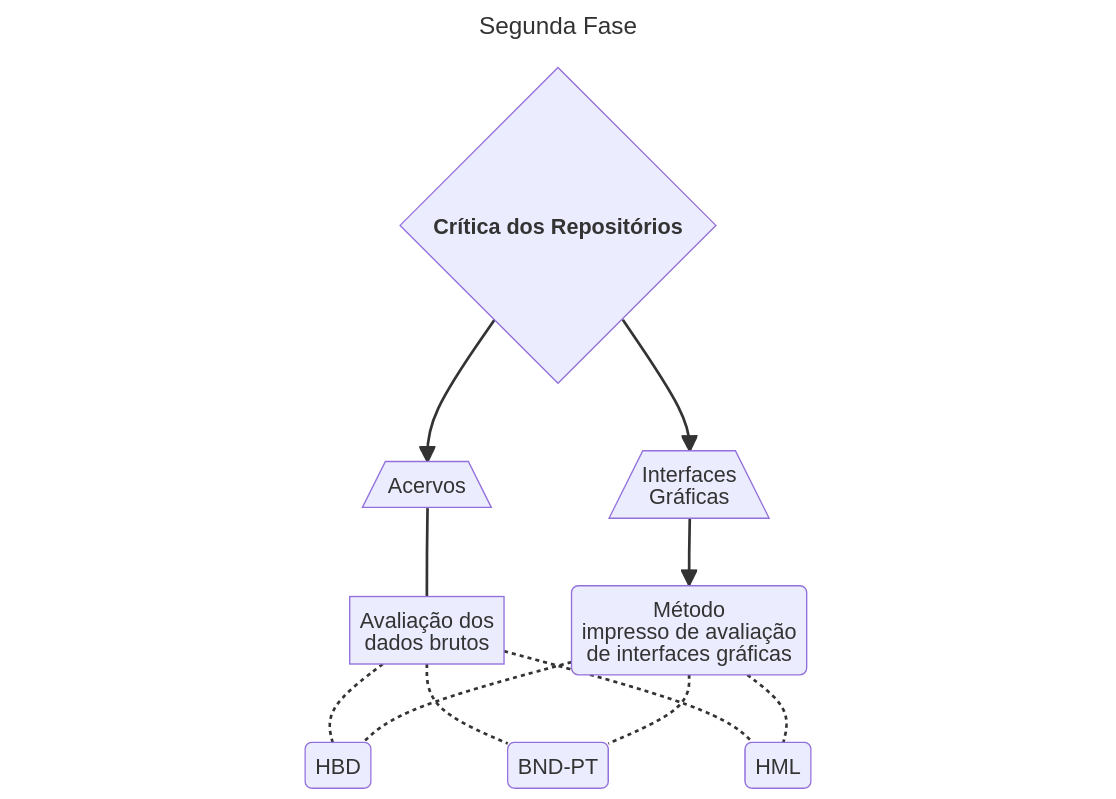 Segunda Fase
Crítica dos Repositórios
Acervos
Interfaces
Gráficas
Avaliação dos
dados brutos
Método
impresso de avaliação
de interfaces gráficas
HBD
BND-PT
HML